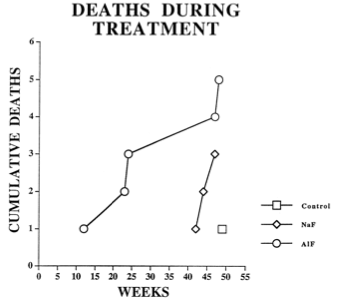 DEATHS DURING
TREATMENT
CUMULATIVE DEATHS
6
5
4
3
2
1
0
0 5 10 15 20 25 30 35 40 45 50 55
WEEKS
Control
NaF
AlF